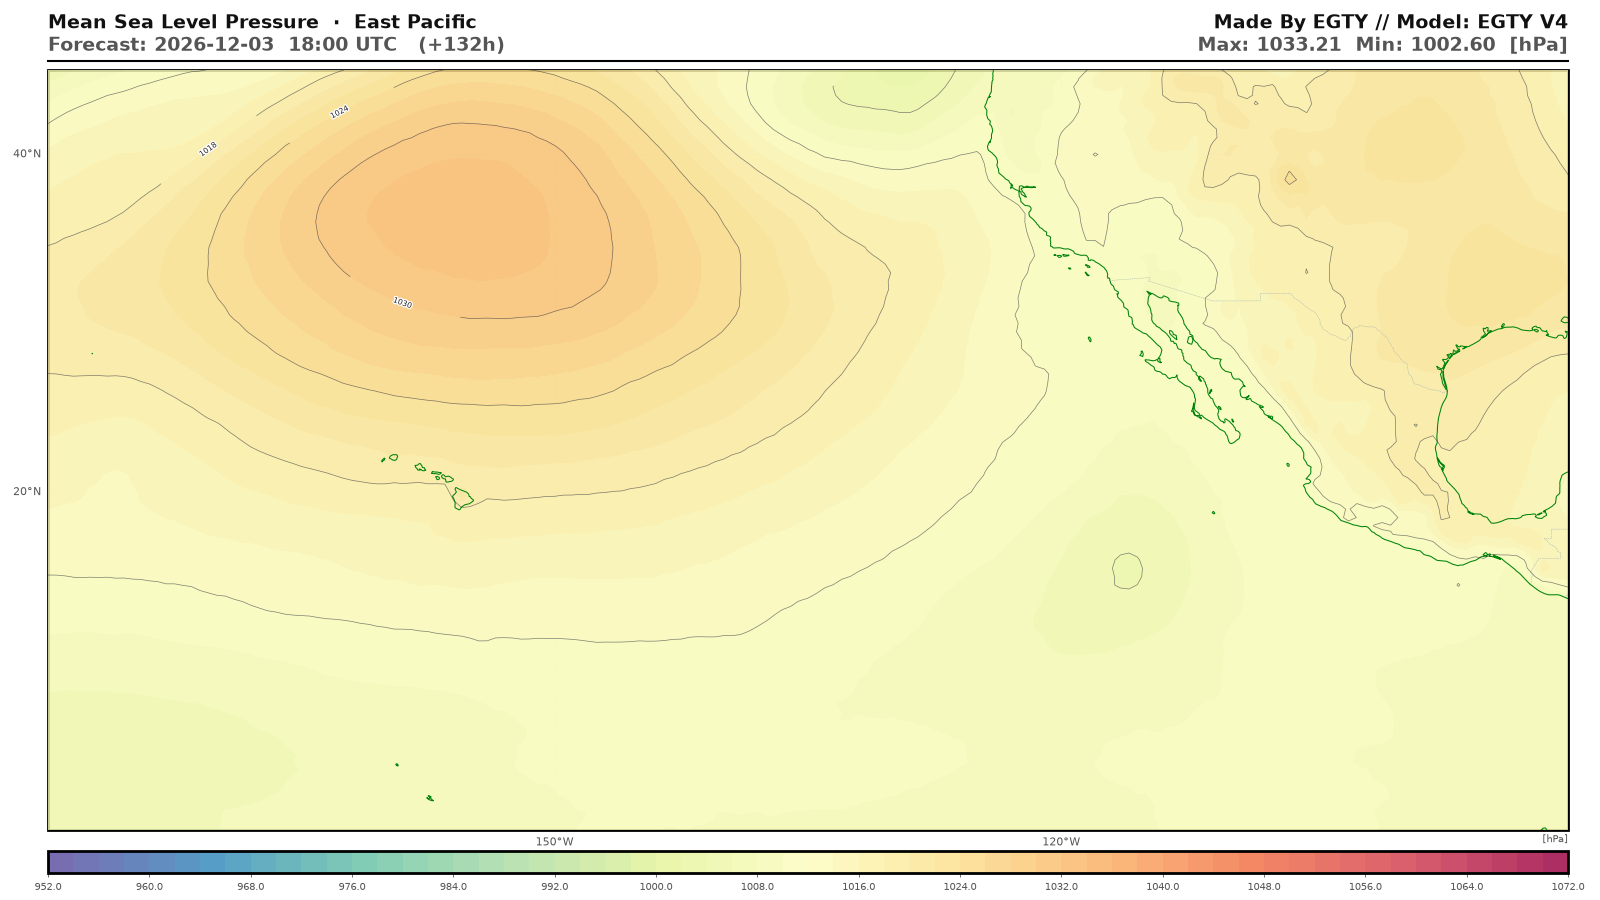 Mean Sea Level Pressure · East Pacific
Made By EGTY // Model: EGTY V4
Forecast: 2026-12-03 18:00 UTC (+132h)
Max: 1033.21 Min: 1002.60 [hPa]
1024
1018
40°N
1030
20°N
150°W
120°W
[hPa]
952.0 960.0 968.0 976.0 984.0 992.0 1000.0 1008.0 1016.0 1024.0 1032.0 1040.0 1048.0 1056.0 1064.0 1072.0